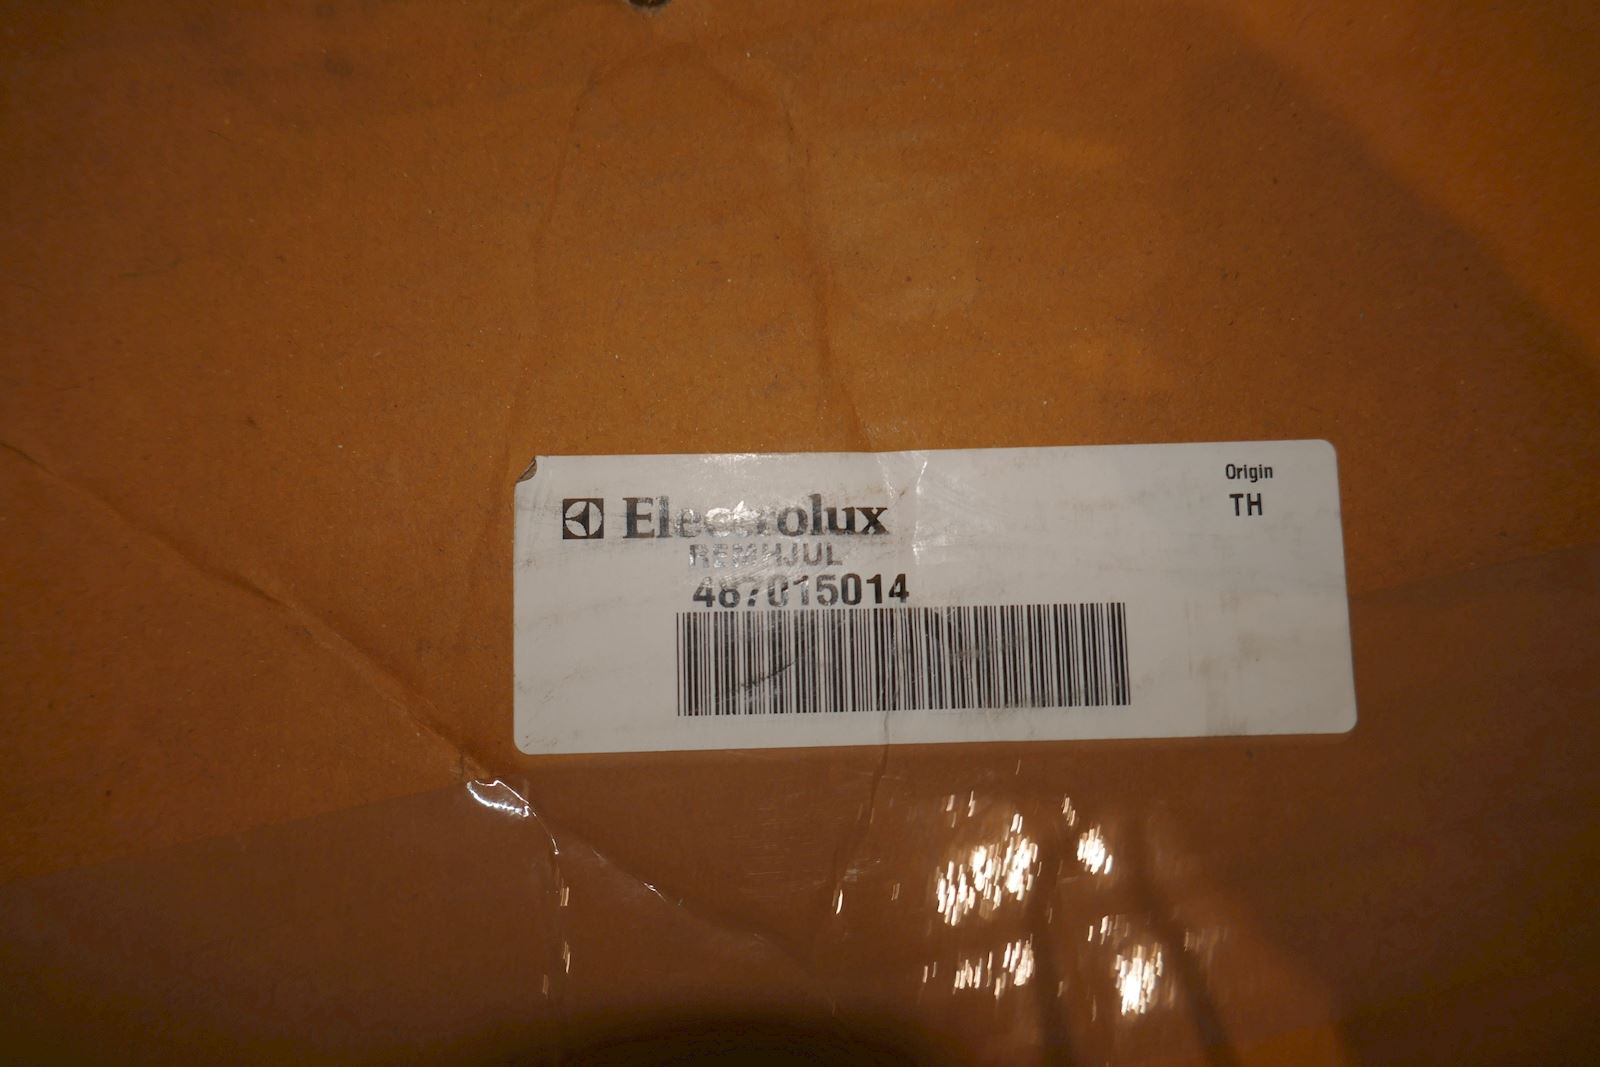 Origin
TH
Electrolux
REMHJUL
487015014